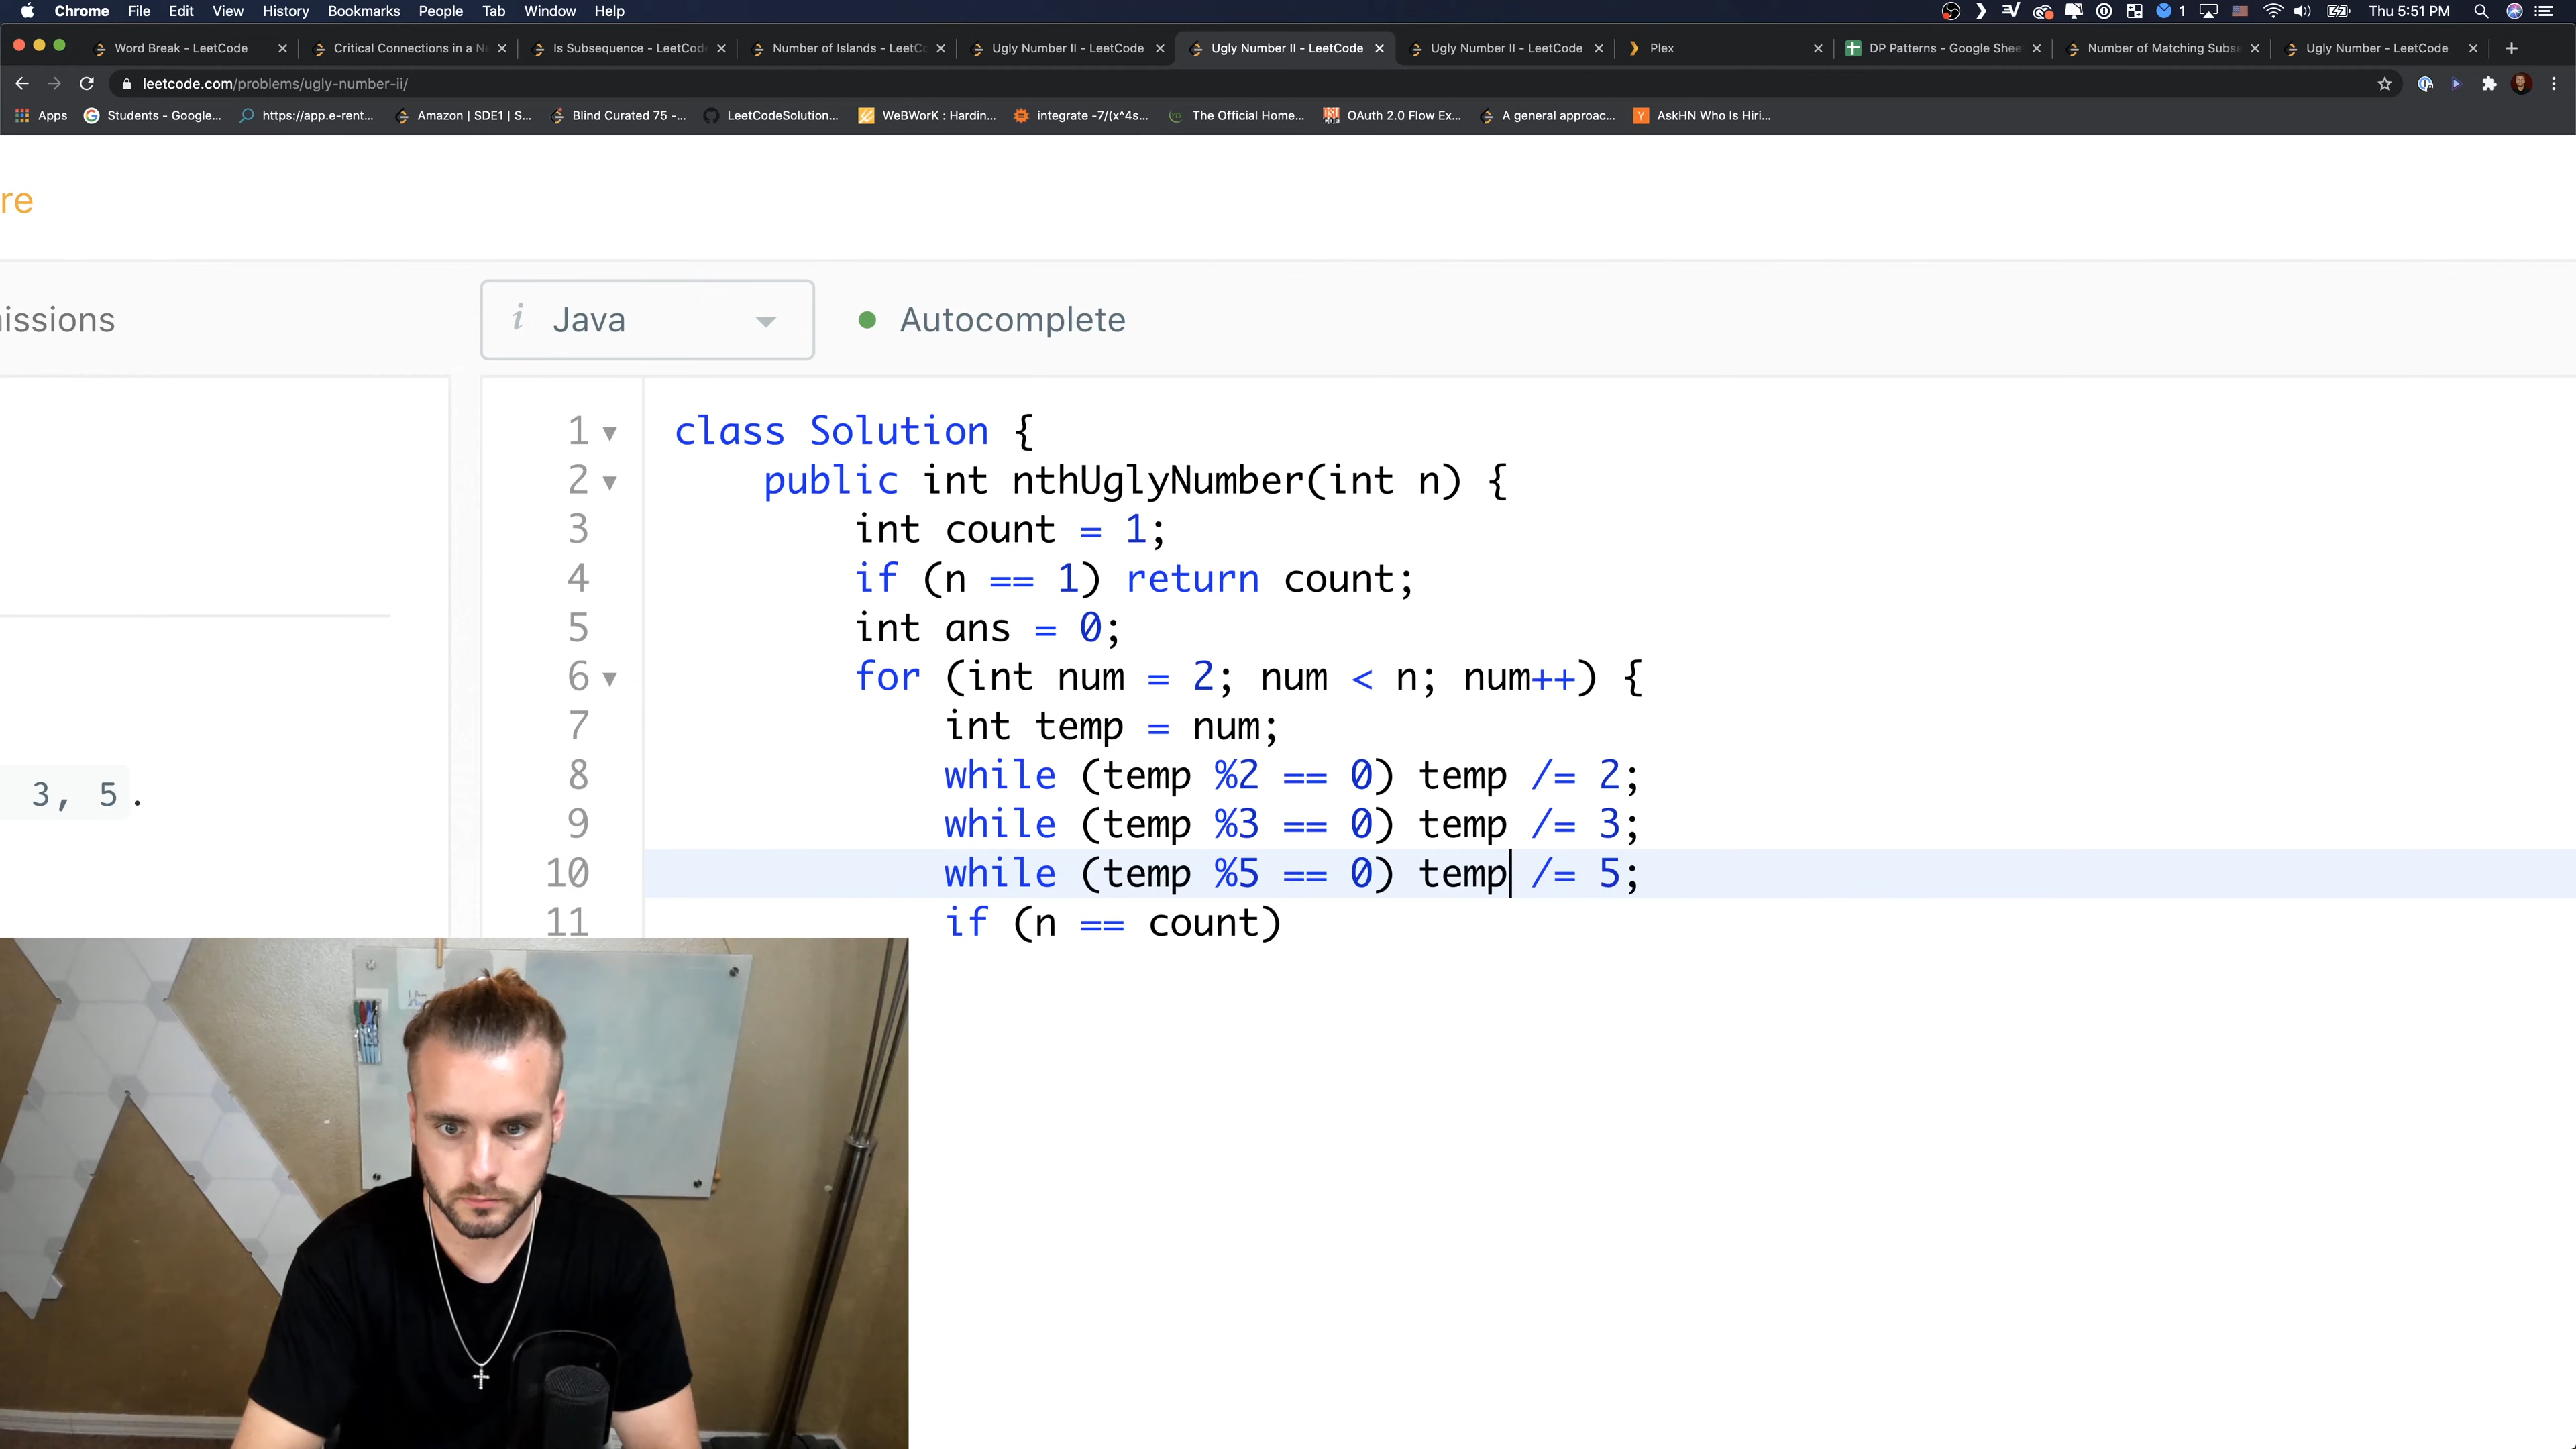 Chrome File Edit View History Bookmarks People Tab Window Help 1 Thu 5:51 PM
Word Break - LeetCode Critical Connections in a Ne Is Subsequence - LeetCode Number of Islands - LeetCo Ugly Number II - LeetCode Ugly Number II - LeetCode Ugly Number II - LeetCode Plex DP Patterns - Google Shee Number of Matching Subse Ugly Number - LeetCode
leetcode.com/problems/ugly-number-ii/
Apps Students - Google... https://app.e-rent... Amazon | SDE1 | S... Blind Curated 75 -... LeetCodeSolution... WeBWorK : Hardin... integrate -7/(x^4s... The Official Home... OAuth 2.0 Flow Ex... A general approac... AskHN Who Is Hiri...
re
issions
i Java
Autocomplete
1 class Solution {
2 public int nthUglyNumber(int n) {
3 int count = 1;
4 if (n == 1) return count;
5 int ans = 0;
6 for (int num = 2; num < n; num++) {
7 int temp = num;
8 while (temp %2 == 0) temp /= 2;
9 while (temp %3 == 0) temp /= 3;
10 while (temp %5 == 0) temp /= 5;
11 if (n == count)
3, 5.